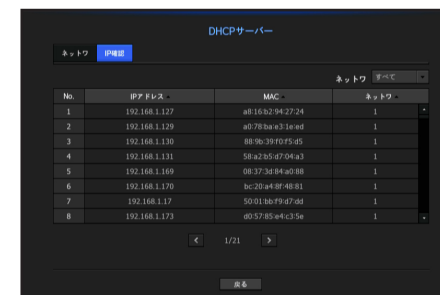 DHCPサーバー
ネットワ IP確認
ネットワ すべて
No. IPアドレス MAC ネットワ
1 192.168.1.127 a8:16:b2:94:27:24 1
2 192.168.1.129 a0:78:ba:e3:1e:ed 1
3 192.168.1.130 88:9b:39:f0:f5:d5 1
4 192.168.1.131 58:a2:b5:d7:04:a3 1
5 192.168.1.169 08:37:3d:84:a0:88 1
6 192.168.1.170 bc:20:a4:8f:48:81 1
7 192.168.1.17 50:01:bb:f9:d7:dd 1
8 192.168.1.173 d0:57:85:e4:c3:5e 1
< 1/21 >
戻る